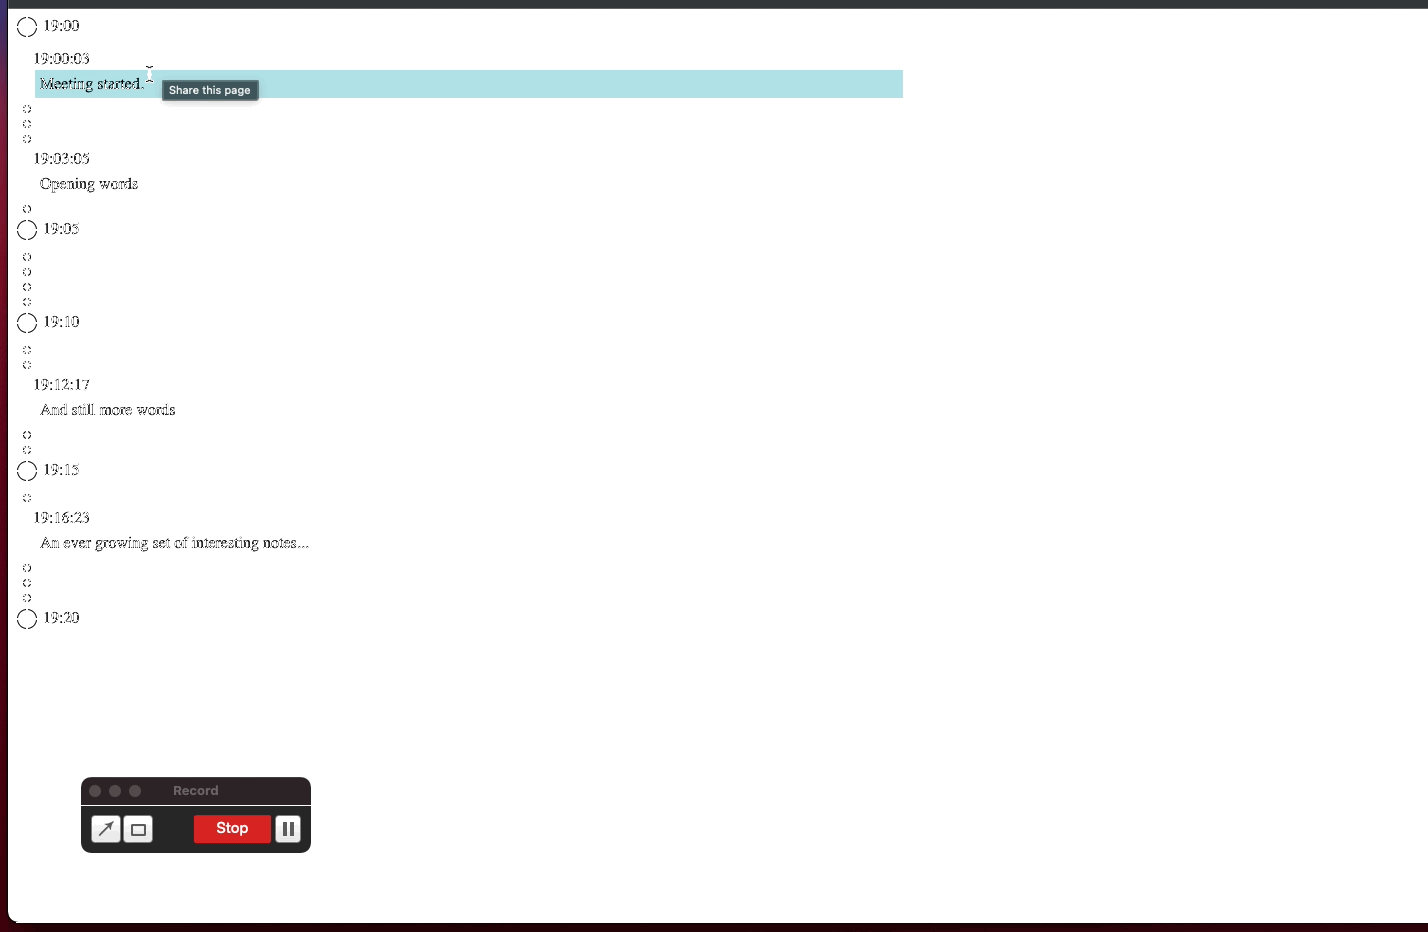 19:00
19:00:03
Meeting started.
Share this page
19:03:05
Opening words
19:05
19:10
19:12:17
And still more words
19:15
19:16:23
An ever growing set of interesting notes...
19:20
Record
Stop